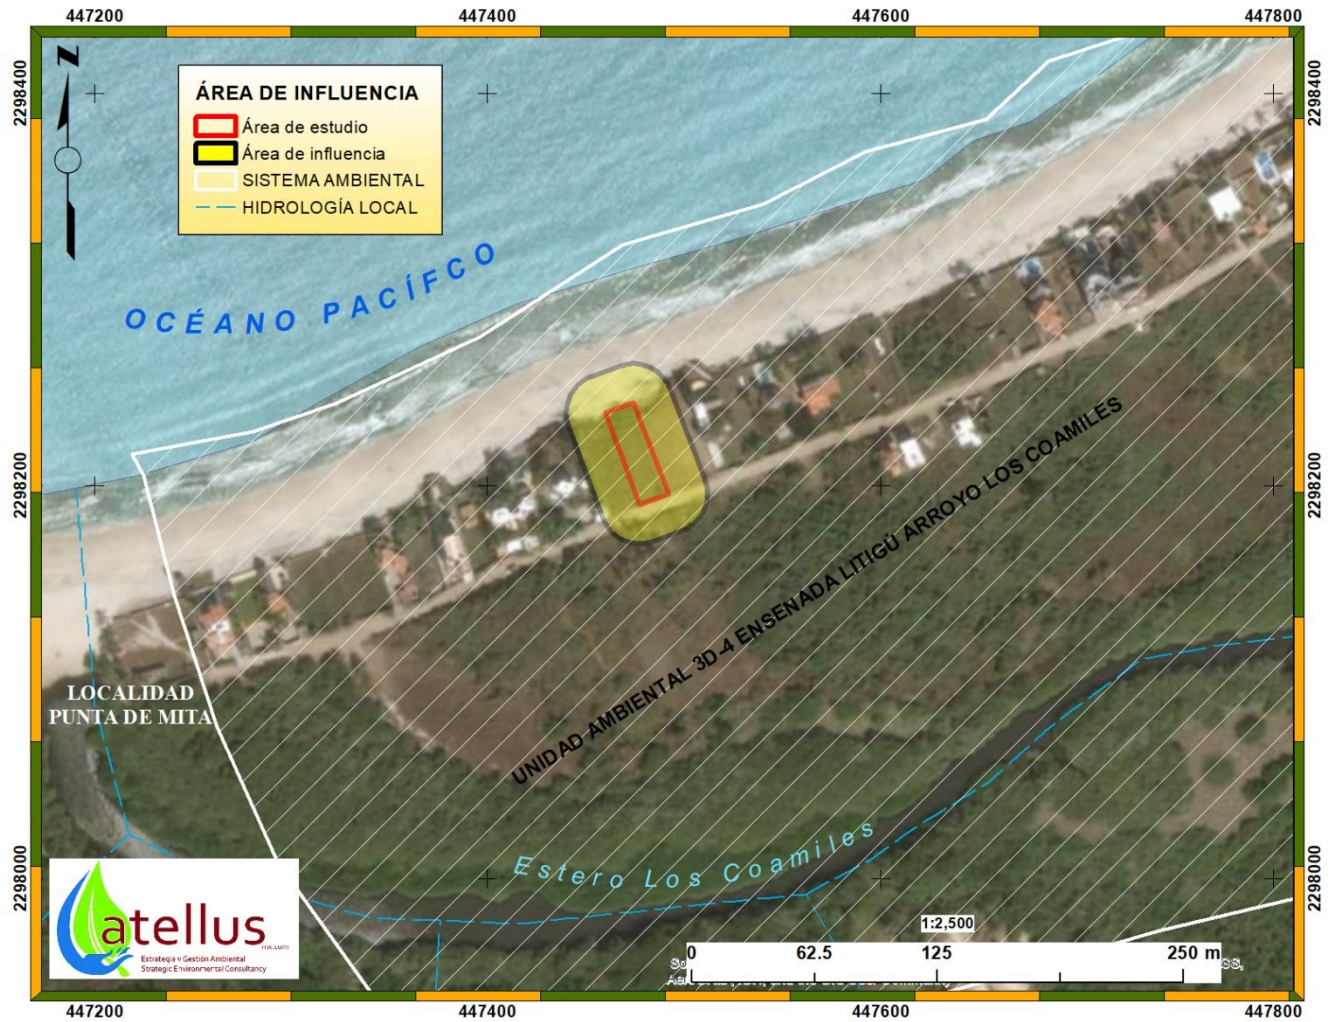 447200 447400 447600 447800
2298400 2298400
N
ÁREA DE INFLUENCIA
Área de estudio
Área de influencia
SISTEMA AMBIENTAL
HIDROLOGÍA LOCAL
OCÉANO PACÍFCO
2298200 2298200
UNIDAD AMBIENTAL 3D-4 ENSENADA LITIGÚ ARROYO LOS COAMILES
LOCALIDAD
PUNTA DE MITA
Estero Los Coamiles
2298000 2298000
atellus
Estrategia y Gestión Ambiental
Strategic Environmental Consultancy
1:2,500
0 62.5 125 250 m
447200 447400 447600 447800